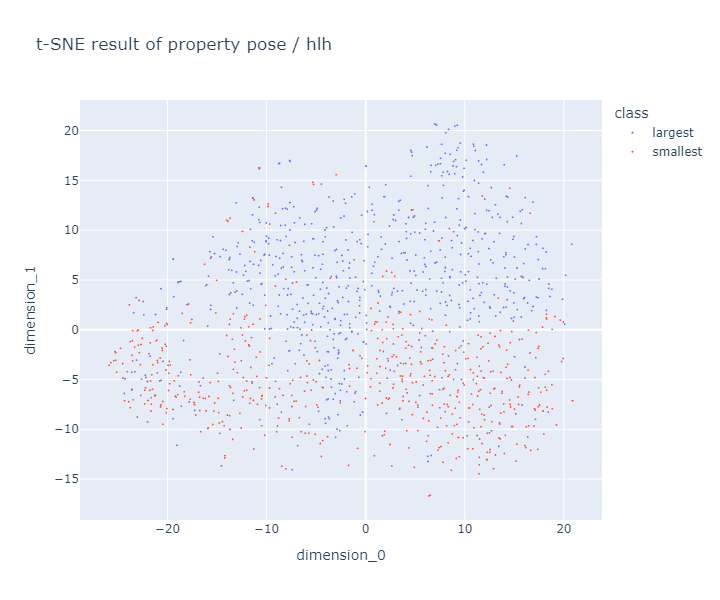 t-SNE result of property pose / hlh
class
largest
smallest
20
15
10
5
0
−5
−10
−15
−20
−10
0
10
20
dimension_1
dimension_0